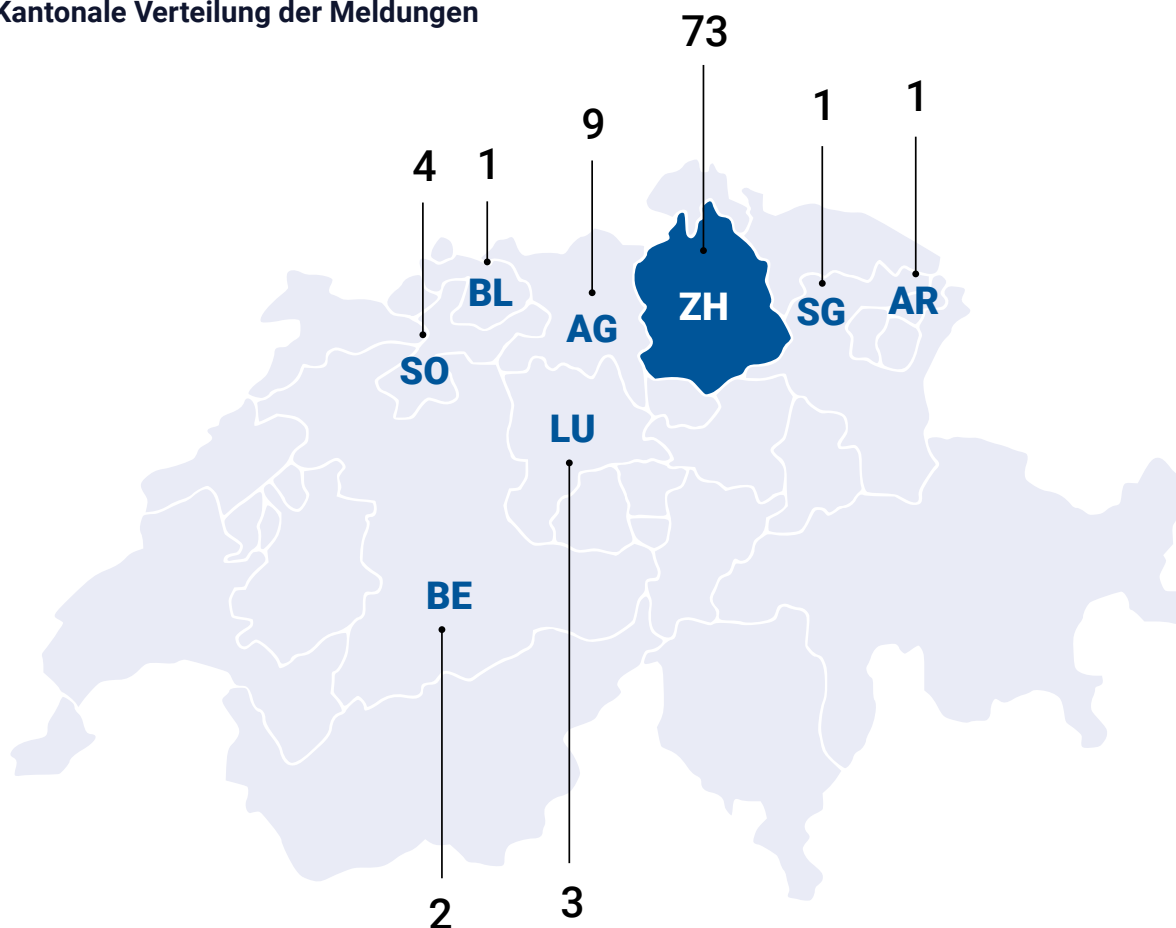 Kantonale Verteilung der Meldungen
73
1
1
9
4
1
BL
AG
ZH
SG
AR
SO
LU
BE
2
3